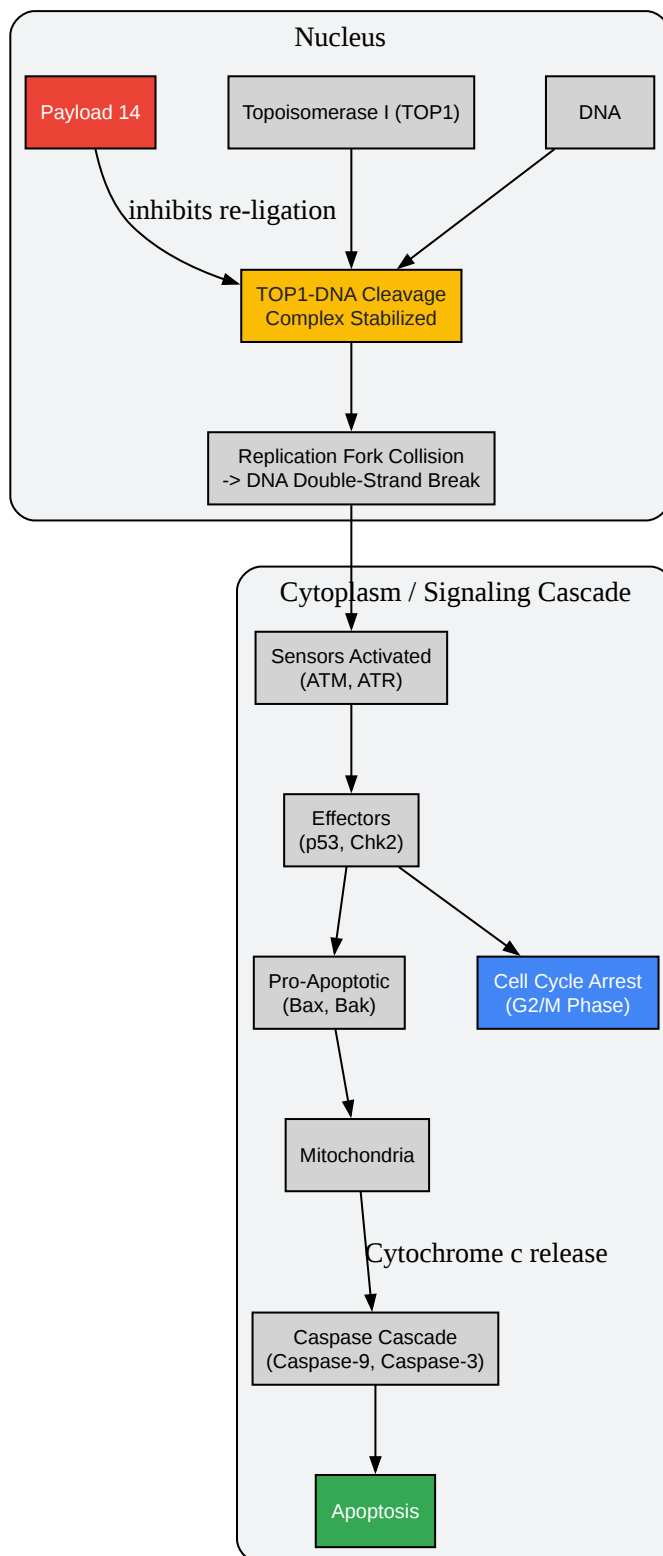 Nucleus
Payload 14
Topoisomerase I (TOP1)
DNA
inhibits re-ligation
TOP1-DNA Cleavage
Complex Stabilized
Replication Fork Collision
-> DNA Double-Strand Break
Cytoplasm / Signaling Cascade
Sensors Activated
(ATM, ATR)
Effectors
(p53, Chk2)
Pro-Apoptotic
(Bax, Bak)
Cell Cycle Arrest
(G2/M Phase)
Mitochondria
Cytochrome c release
Caspase Cascade
(Caspase-9, Caspase-3)
Apoptosis